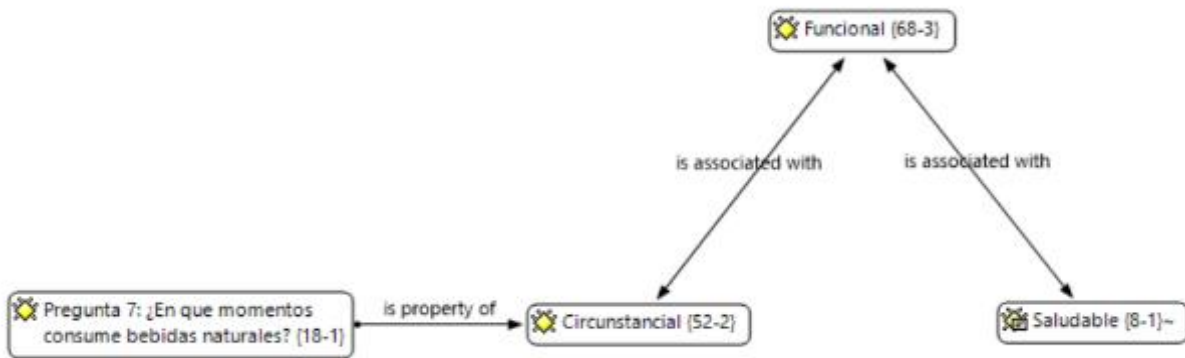 Funcional {68-3}
is associated with
is associated with
Pregunta 7: ¿En que momentos
consume bebidas naturales? {18-1}
is property of
Circunstancial {52-2}
Saludable {8-1}~